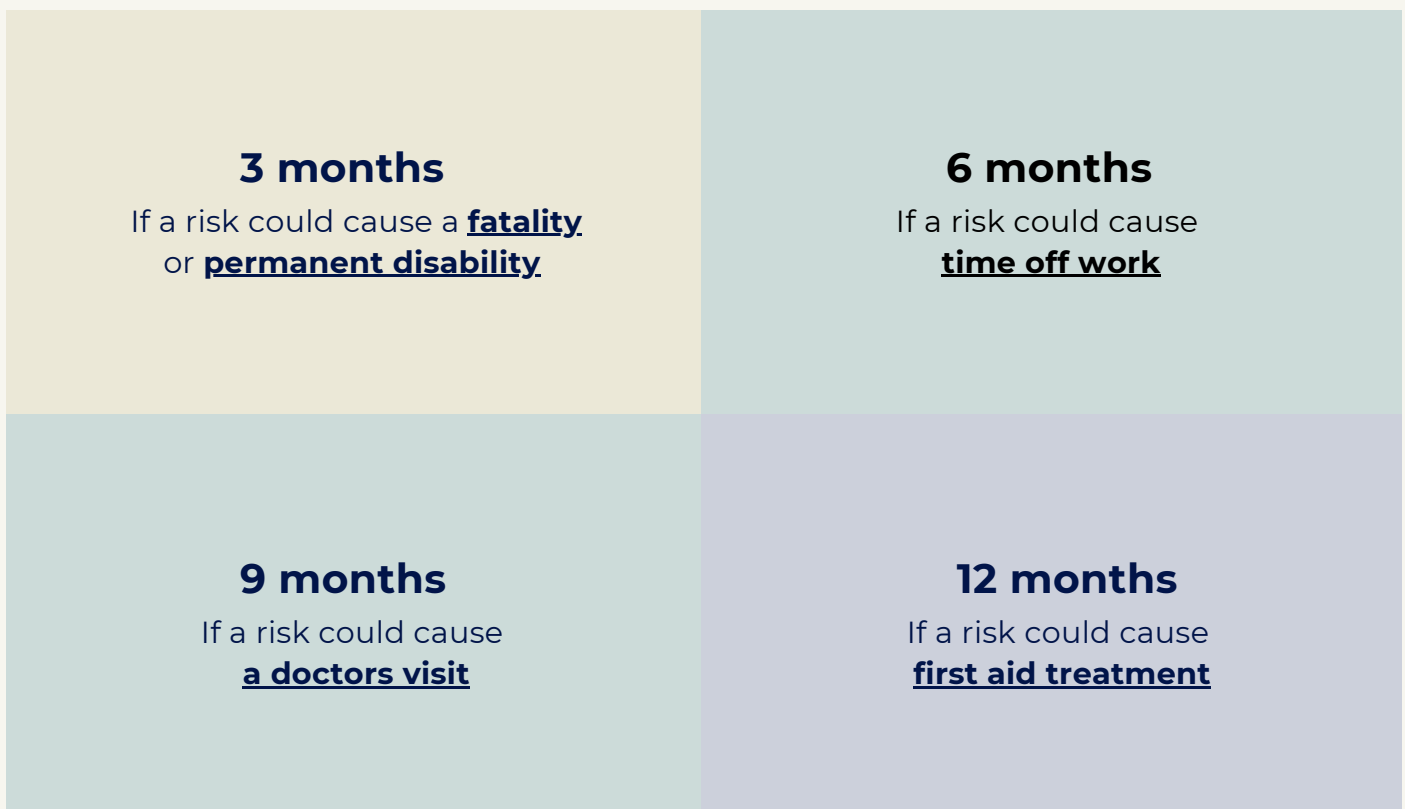 3 months
If a risk could cause a fatality
or permanent disability
6 months
If a risk could cause
time off work
9 months
If a risk could cause
a doctors visit
12 months
If a risk could cause
first aid treatment